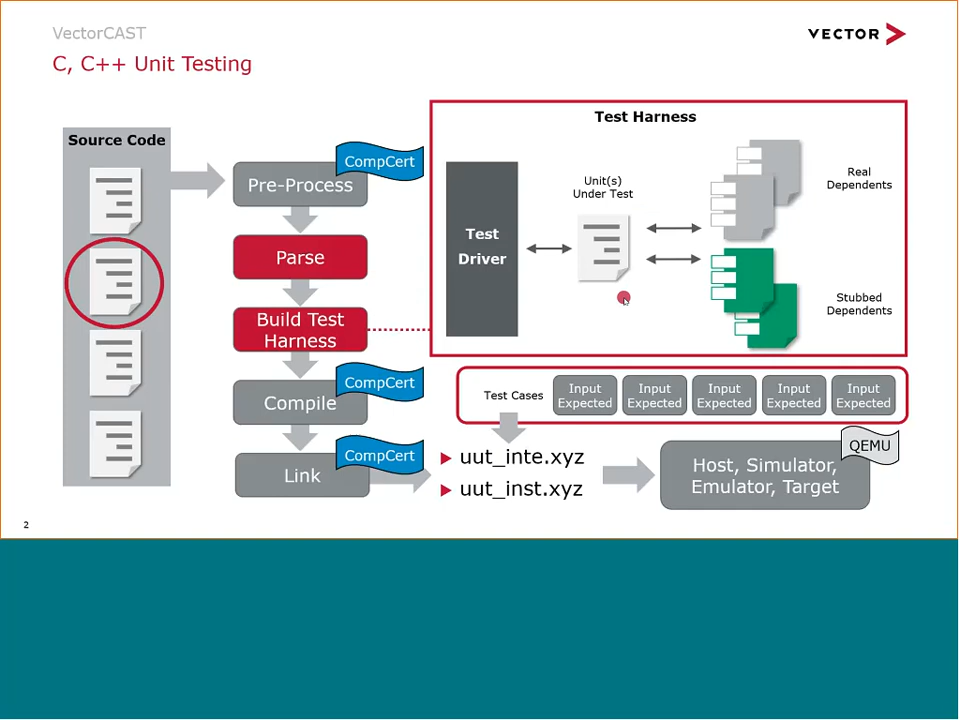 VectorCAST
VECTOR
C, C++ Unit Testing
Source Code
CompCert
Pre-Process
Parse
Build Test
Harness
CompCert
Compile
CompCert
Link
Test Harness
Test
Driver
Unit(s)
Under Test
Real
Dependents
Stubbed
Dependents
Test Cases
Input
Expected
Input
Expected
Input
Expected
Input
Expected
Input
Expected
uut_inte.xyz
uut_inst.xyz
QEMU
Host, Simulator,
Emulator, Target
2